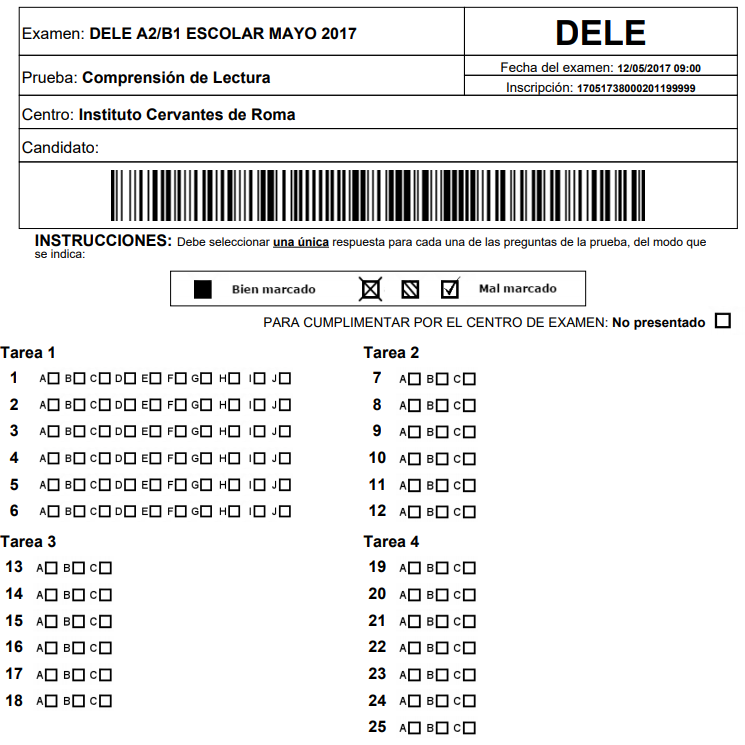 Examen: DELE A2/B1 ESCOLAR MAYO 2017
DELE
Prueba: Comprensión de Lectura
Fecha del examen: 12/05/2017 09:00
Inscripción: 17051738000201199999
Centro: Instituto Cervantes de Roma
Candidato:
INSTRUCCIONES: Debe seleccionar una única respuesta para cada una de las preguntas de la prueba, del modo que
se indica:
Bien marcado Mal marcado
PARA CUMPLIMENTAR POR EL CENTRO DE EXAMEN: No presentado
Tarea 1
1 A B C D E F G H I J
2 A B C D E F G H I J
3 A B C D E F G H I J
4 A B C D E F G H I J
5 A B C D E F G H I J
6 A B C D E F G H I J
Tarea 2
7 A B C
8 A B C
9 A B C
10 A B C
11 A B C
12 A B C
Tarea 3
13 A B C
14 A B C
15 A B C
16 A B C
17 A B C
18 A B C
Tarea 4
19 A B C
20 A B C
21 A B C
22 A B C
23 A B C
24 A B C
25 A B C